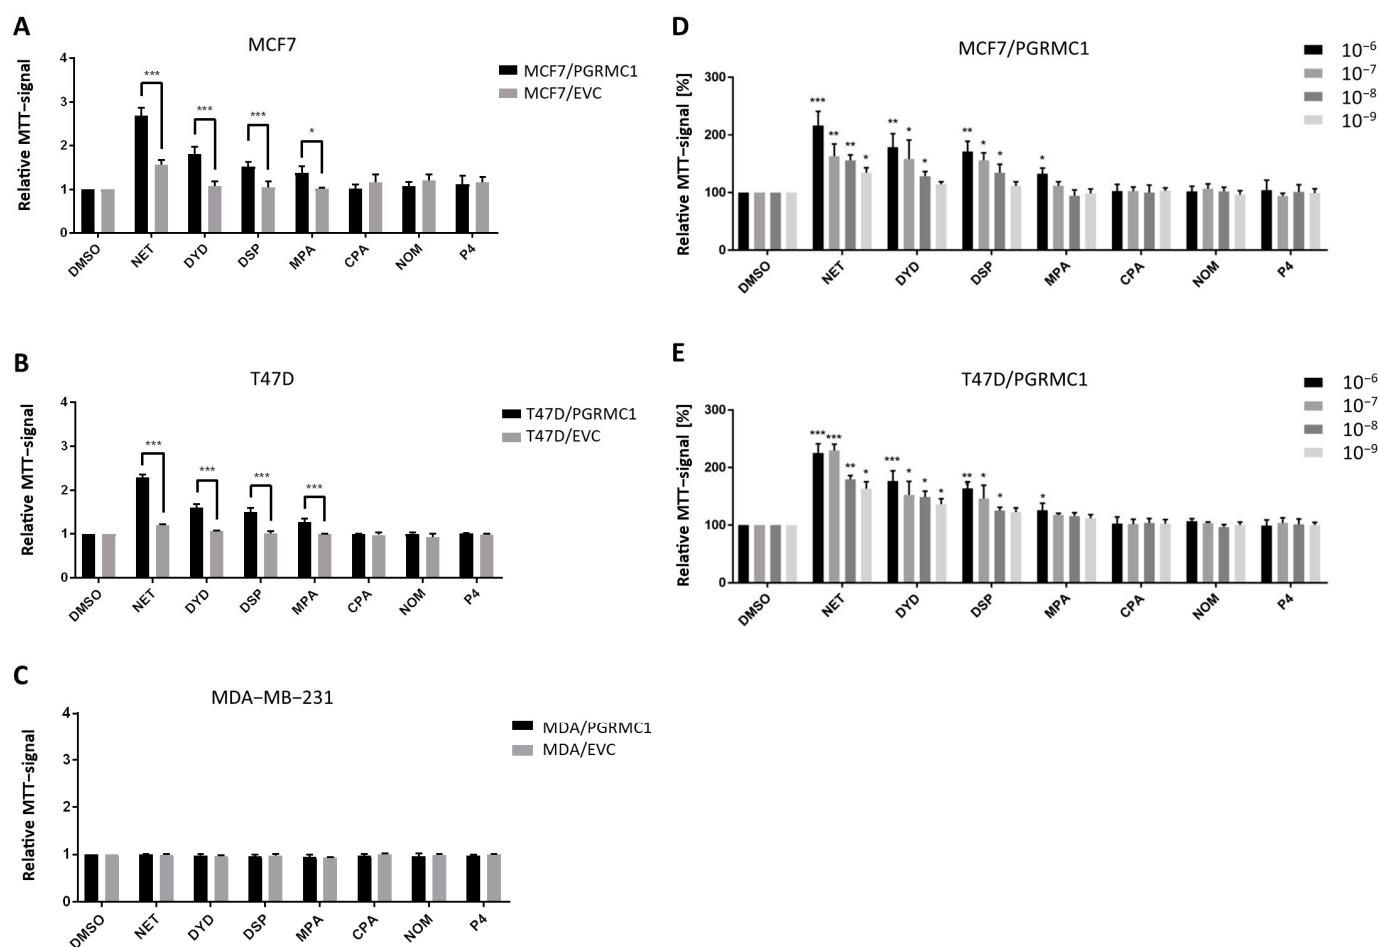 A
MCF7
Relative MTT−signal
4
3
2
1
0
***
***
***
*
DMSO
NET
DYD
DSP
MPA
CPA
NOM
P4
MCF7/PGRMC1
MCF7/EVC
B
T47D
Relative MTT−signal
4
3
2
1
0
***
***
***
***
DMSO
NET
DYD
DSP
MPA
CPA
NOM
P4
T47D/PGRMC1
T47D/EVC
C
MDA−MB−231
Relative MTT−signal
4
3
2
1
0
DMSO
NET
DYD
DSP
MPA
CPA
NOM
P4
MDA/PGRMC1
MDA/EVC
D
MCF7/PGRMC1
Relative MTT−signal [%]
300
200
100
0
*** ** ** *
** * *
** * *
*
DMSO
NET
DYD
DSP
MPA
CPA
NOM
P4
10⁻⁶
10⁻⁷
10⁻⁸
10⁻⁹
E
T47D/PGRMC1
Relative MTT−signal [%]
300
200
100
0
*** *** ** *
*** * * *
** * *
*
DMSO
NET
DYD
DSP
MPA
CPA
NOM
P4
10⁻⁶
10⁻⁷
10⁻⁸
10⁻⁹